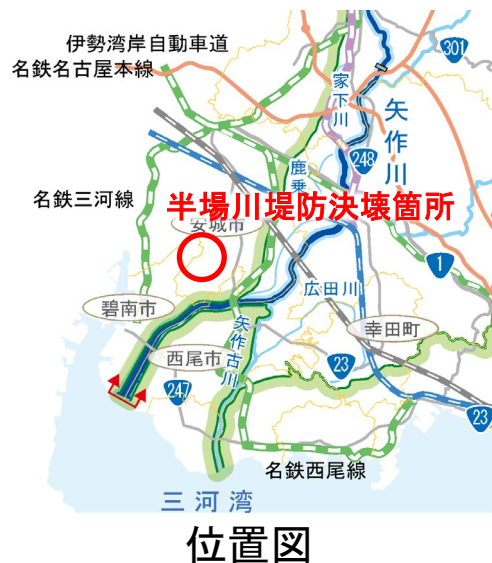 伊勢湾岸自動車道
名鉄名古屋本線
301
家下川
矢作川
248
鹿乗
名鉄三河線
半場川堤防決壊箇所
安城市
1
広田川
碧南市
幸田町
矢作古川
西尾市
23
247
23
名鉄西尾線
三河湾
位置図